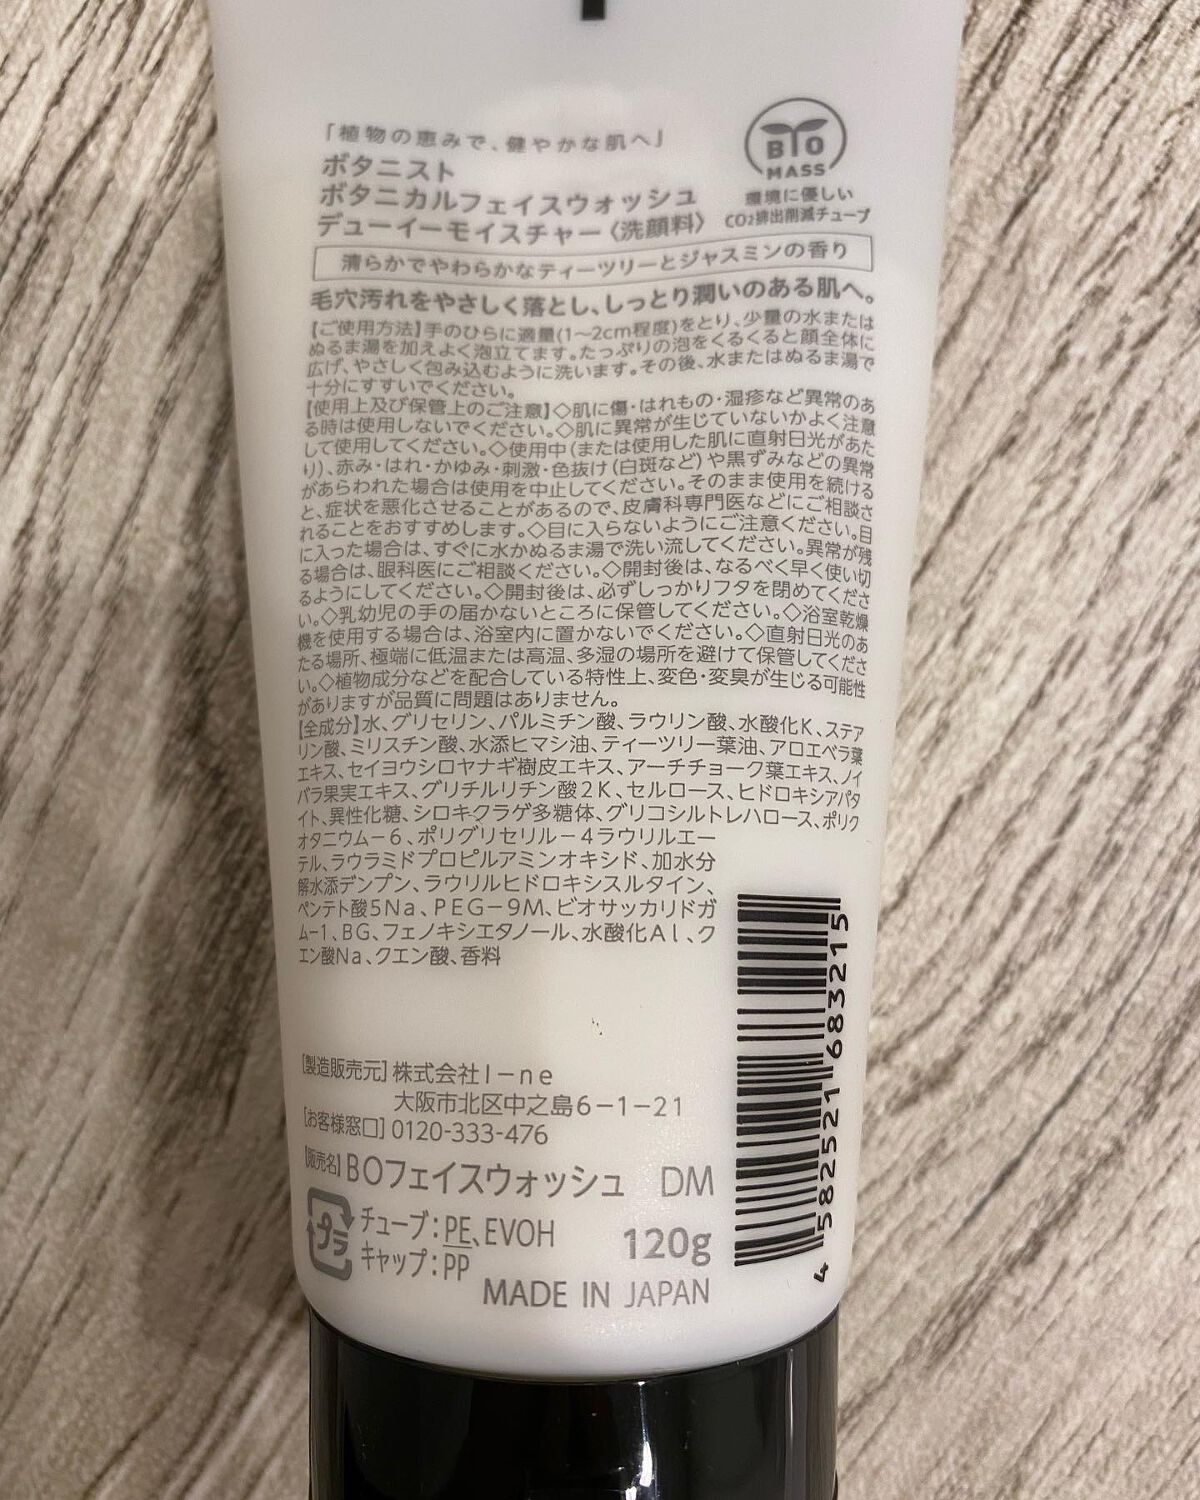 「植物の恵みで、健やかな肌へ」
ボタニスト
ボタニカルフェイスウォッシュ
デューイーモイスチャー〈洗顔料〉
BIO
MASS
環境に優しい
CO2排出削減チューブ
清らかでやわらかなティーツリーとジャスミンの香り
毛穴汚れをやさしく落とし、しっとり潤いのある肌へ。
【ご使用方法】手のひらに適量(1〜2cm程度)をとり、少量の水または
ぬるま湯を加えよく泡立てます。たっぷりの泡をくるくると顔全体に
広げ、やさしく包み込むように洗います。その後、水またはぬるま湯で
十分にすすいでください。
【使用上及び保管上のご注意】◇肌に傷・はれもの・湿疹など異常のあ
る時は使用しないでください。◇肌に異常が生じていないかよく注意
して使用してください。◇使用中(または使用した肌に直射日光があた
り)、赤み・はれ・かゆみ・刺激・色抜け(白斑など)や黒ずみなどの異常
があらわれた場合は使用を中止してください。そのまま使用を続ける
と、症状を悪化させることがあるので、皮膚科専門医などにご相談さ
れることをおすすめします。◇目に入らないようにご注意ください。目
に入った場合は、すぐに水かぬるま湯で洗い流してください。異常が残
る場合は、眼科医にご相談ください。◇開封後は、なるべく早く使い切
るようにしてください。◇開封後は、必ずしっかりフタを閉めてくださ
い。◇乳幼児の手の届かないところに保管してください。◇浴室乾燥
機を使用する場合は、浴室内に置かないでください。◇直射日光のあ
たる場所、極端に低温または高温、多湿の場所を避けて保管してくださ
い。◇植物成分などを配合している特性上、変色・変臭が生じる可能性
がありますが品質に問題はありません。
【全成分】水、グリセリン、パルミチン酸、ラウリン酸、水酸化K、ステア
リン酸、ミリスチン酸、水添ヒマシ油、ティーツリー葉油、アロエベラ葉
エキス、セイヨウシロヤナギ樹皮エキス、アーチチョーク葉エキス、ノイ
バラ果実エキス、グリチルリチン酸2K、セルロース、ヒドロキシアパタ
イト、異性化糖、シロキクラゲ多糖体、グリコシルトレハロース、ポリク
オタニウム−6、ポリグリセリル−4ラウリルエー
テル、ラウラミドプロピルアミンオキシド、加水分
解水添デンプン、ラウリルヒドロキシスルタイン、
ペンテト酸5Na、PEG−9M、ビオサッカリドガ
ム−1、BG、フェノキシエタノール、水酸化Al、ク
エン酸Na、クエン酸、香料
[製造販売元]株式会社I−ne
大阪市北区中之島6−1−21
[お客様窓口]0120-333-476
[販売名]BOフェイスウォッシュ DM
プラ
チューブ:PE、EVOH
キャップ:PP
120g
MADE IN JAPAN
4 582521 683215